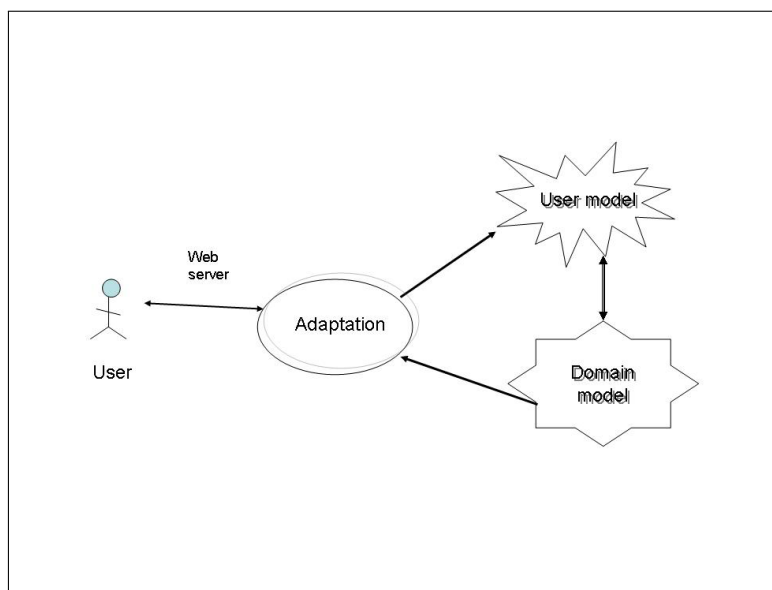 User model
Web
server
Adaptation
User
Domain
model